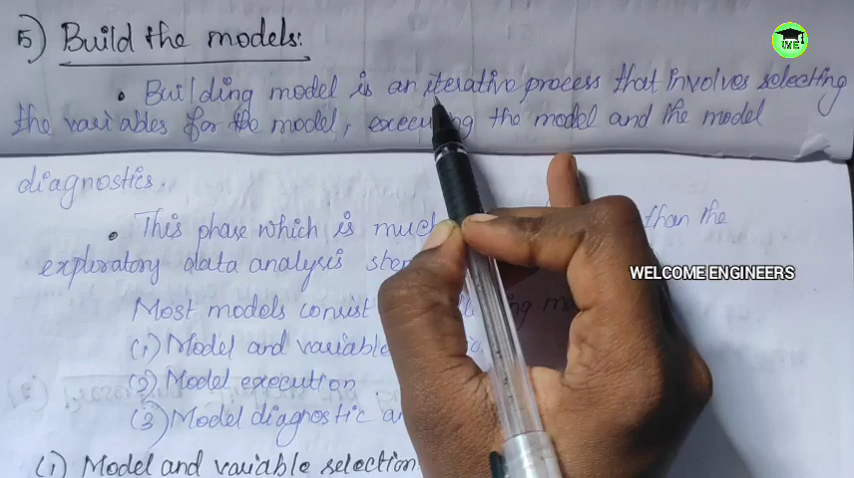 5) Build the models:
• Building model is an iterative process that involves selecting
the variables for the model, executing the model and the model
diagnostics.
• This phase which is than the
exploratory data analysis
Most models consist
(1) Model and variable
(2) Model execution
(3) Model diagnostic
(1) Model and variable selection
WELCOME ENGINEERS
WE